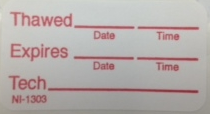 Thawed
Date Time
Expires
Date Time
Tech
NI-1303